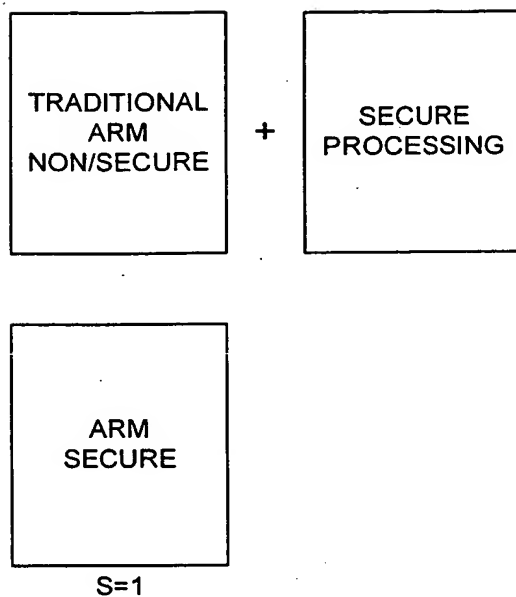 TRADITIONAL
ARM
NON/SECURE
+
SECURE
PROCESSING
ARM
SECURE
S=1